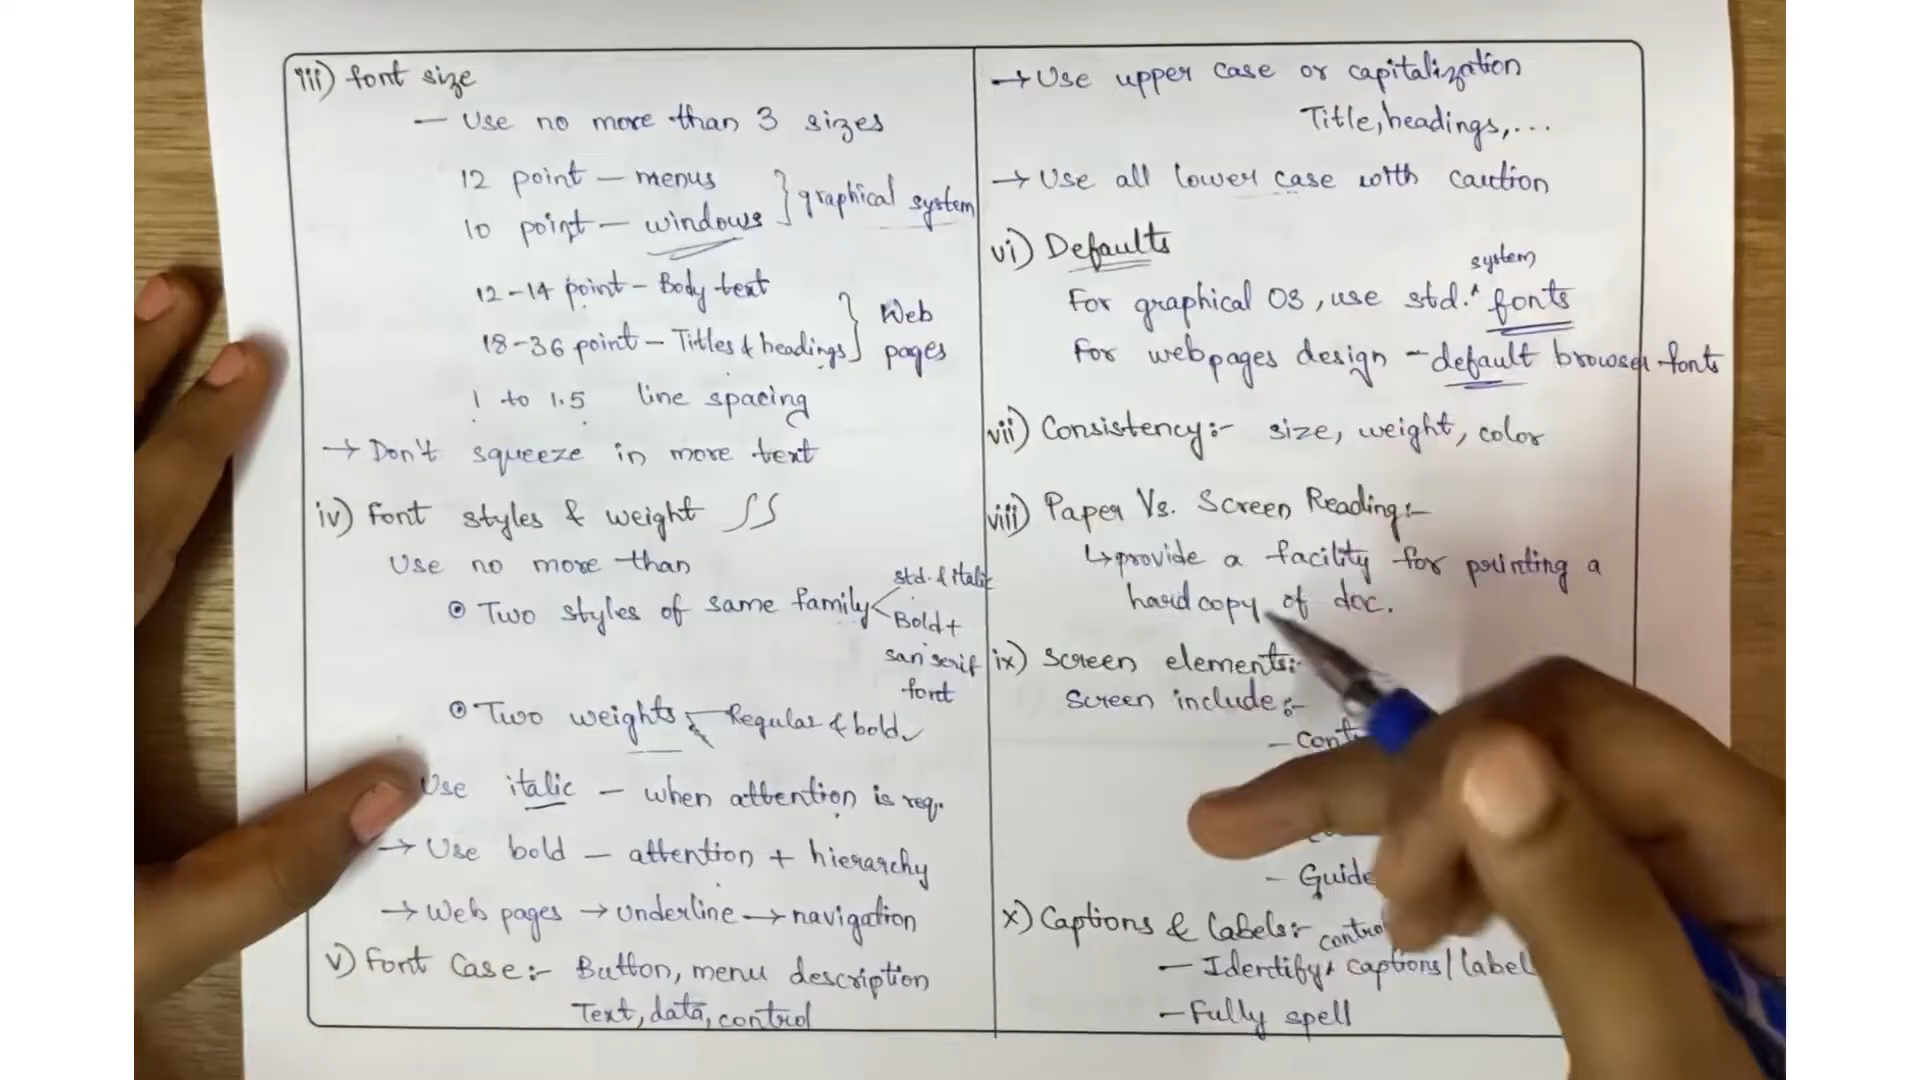 iii) font size
— Use no more than 3 sizes
12 point — menus
10 point — windows
graphical system
12-14 point — Body text
18-36 point — Titles & headings
Web
pages
1 to 1.5 line spacing
→ Don't squeeze in more text
iv) Font styles & weight
Use no more than
Two styles of same family
std. & italic
Bold +
san serif
font
Two weights
Regular & bold
Use italic — when attention is req.
→ Use bold — attention + hierarchy
→ Web pages → underline → navigation
v) Font Case:- Button, menu description
Text, data, control
→ Use upper case or capitalization
Title, headings, ...
→ Use all lower case with caution
vi) Defaults
system
For graphical OS, use std. ^ fonts
For webpages design — default browser fonts
vii) Consistency:- size, weight, color
viii) Paper Vs. Screen Reading:-
↳ provide a facility for printing a
hard copy of doc.
ix) Screen elements:-
Screen include:-
— Cont
— Guide
x) Captions & labels:- contro
— Identify captions/label
— Fully spell